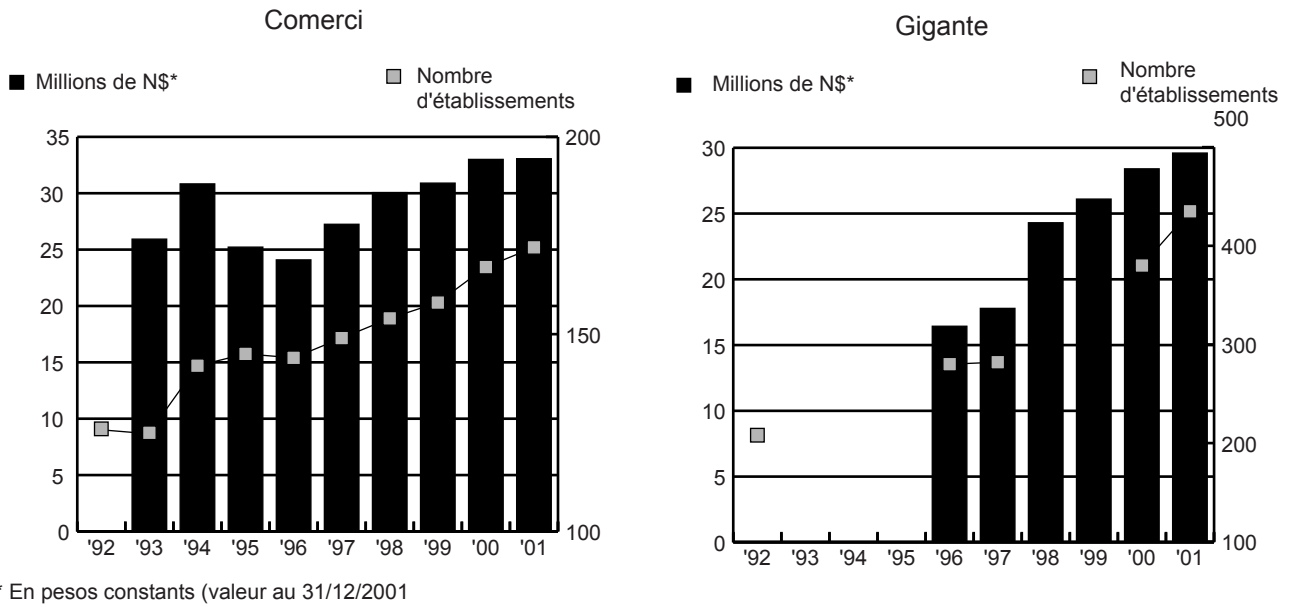 Comerci
Millions de N$*
Nombre
d'établissements
35
30
25
20
15
10
5
0
200
150
100
'92 '93 '94 '95 '96 '97 '98 '99 '00 '01
* En pesos constants (valeur au 31/12/2001
Gigante
Millions de N$*
Nombre
d'établissements
500
30
25
20
15
10
5
0
400
300
200
100
'92 '93 '94 '95 '96 '97 '98 '99 '00 '01